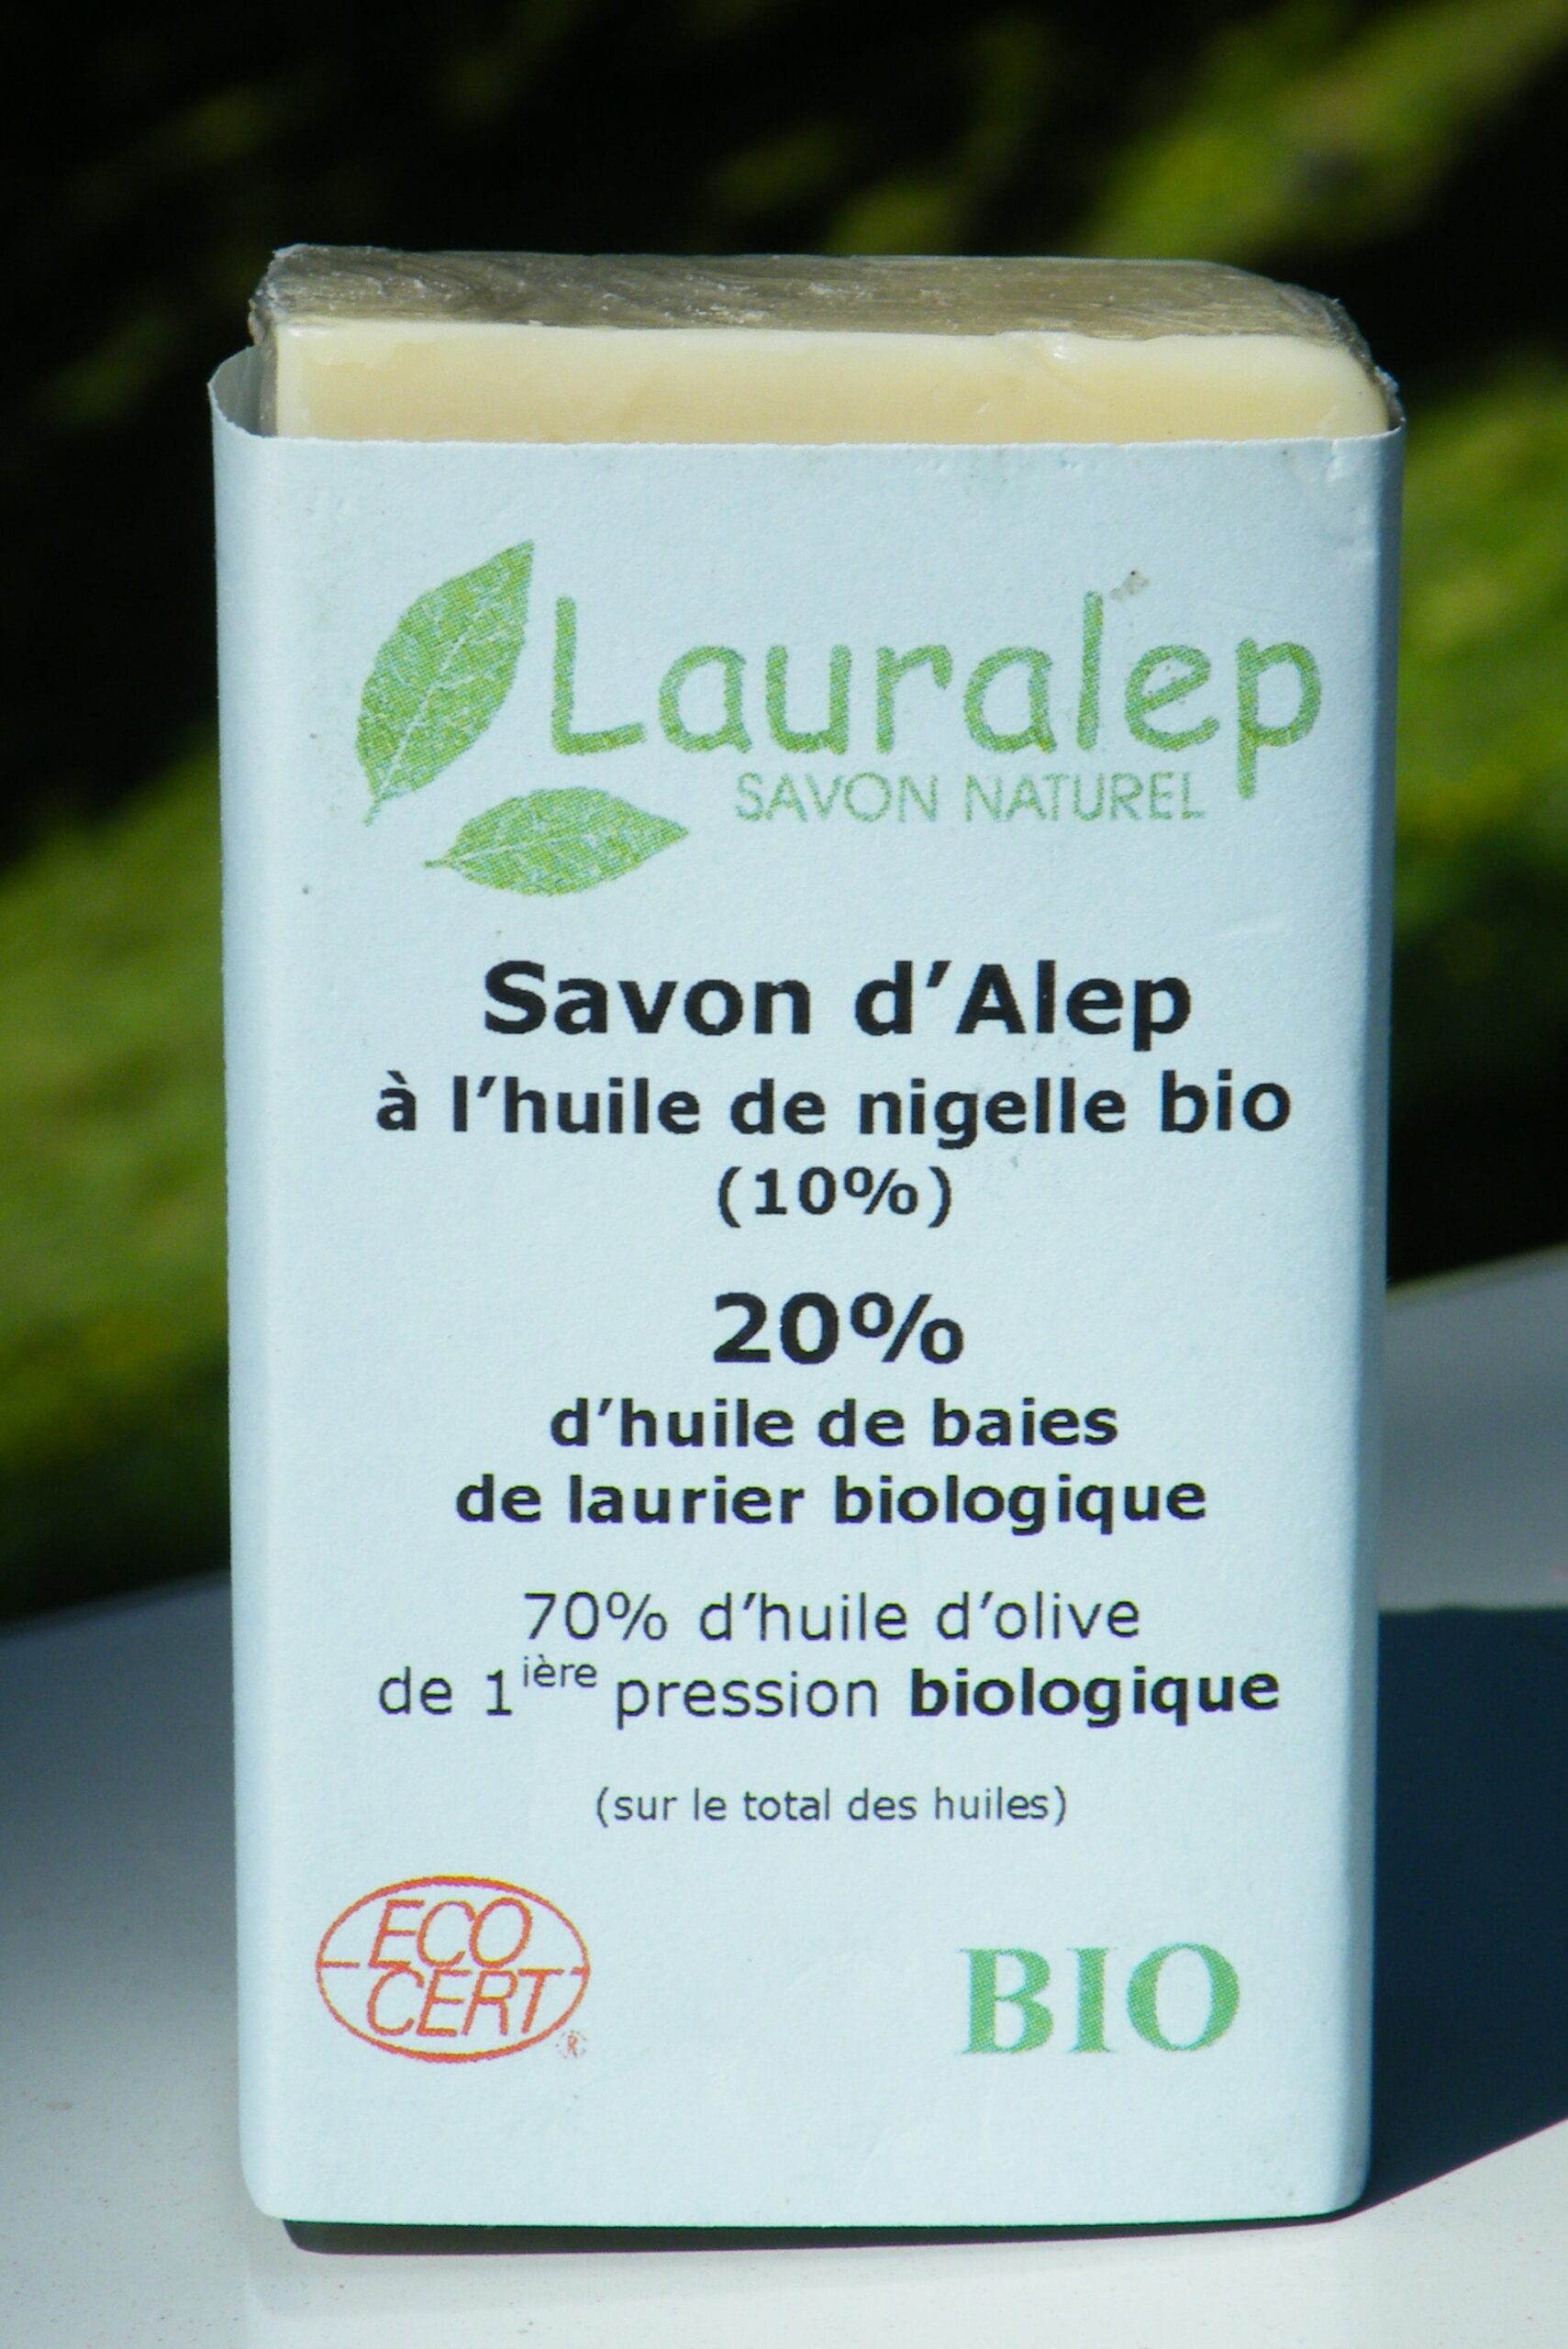 Lauralep
SAVON NATUREL
Savon d'Alep
à l'huile de nigelle bio
(10%)
20%
d'huile de baies
de laurier biologique
70% d'huile d'olive
de 1ière pression biologique
(sur le total des huiles)
ECO
CERT
®
BIO